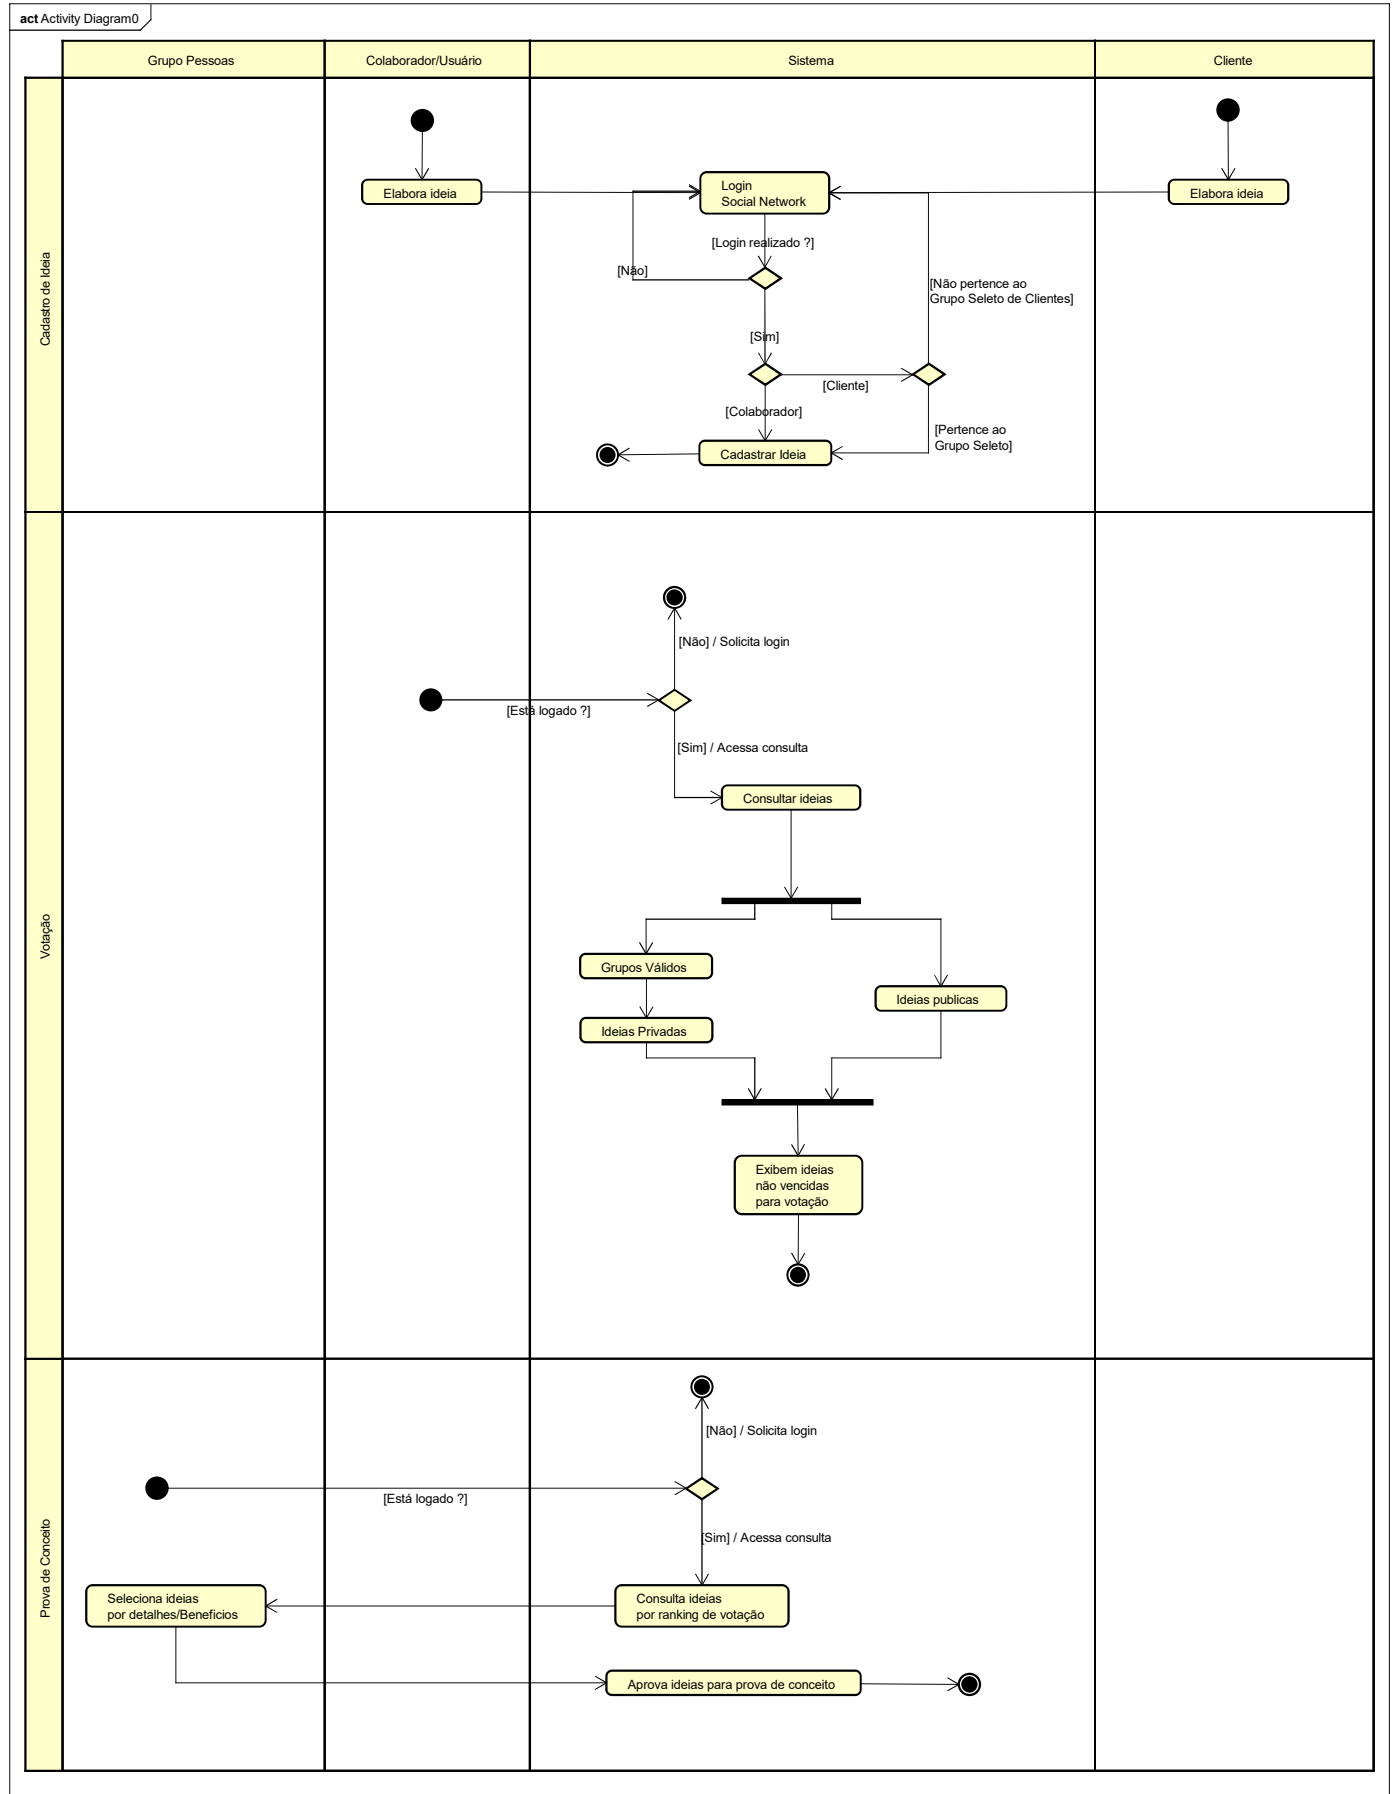 act Activity Diagram0
Grupo Pessoas
Colaborador/Usuário
Sistema
Cliente
Cadastro de Ideia
Elabora ideia
Login
Social Network
Elabora ideia
[Login realizado ?]
[Não]
[Não pertence ao
Grupo Seleto de Clientes]
[Sim]
[Cliente]
[Colaborador]
[Pertence ao
Grupo Seleto]
Cadastrar Ideia
Votação
[Não] / Solicita login
[Está logado ?]
[Sim] / Acessa consulta
Consultar ideias
Grupos Válidos
Ideias publicas
Ideias Privadas
Exibem ideias
não vencidas
para votação
Prova de Conceito
[Não] / Solicita login
[Está logado ?]
[Sim] / Acessa consulta
Seleciona ideias
por detalhes/Beneficios
Consulta ideias
por ranking de votação
Aprova ideias para prova de conceito